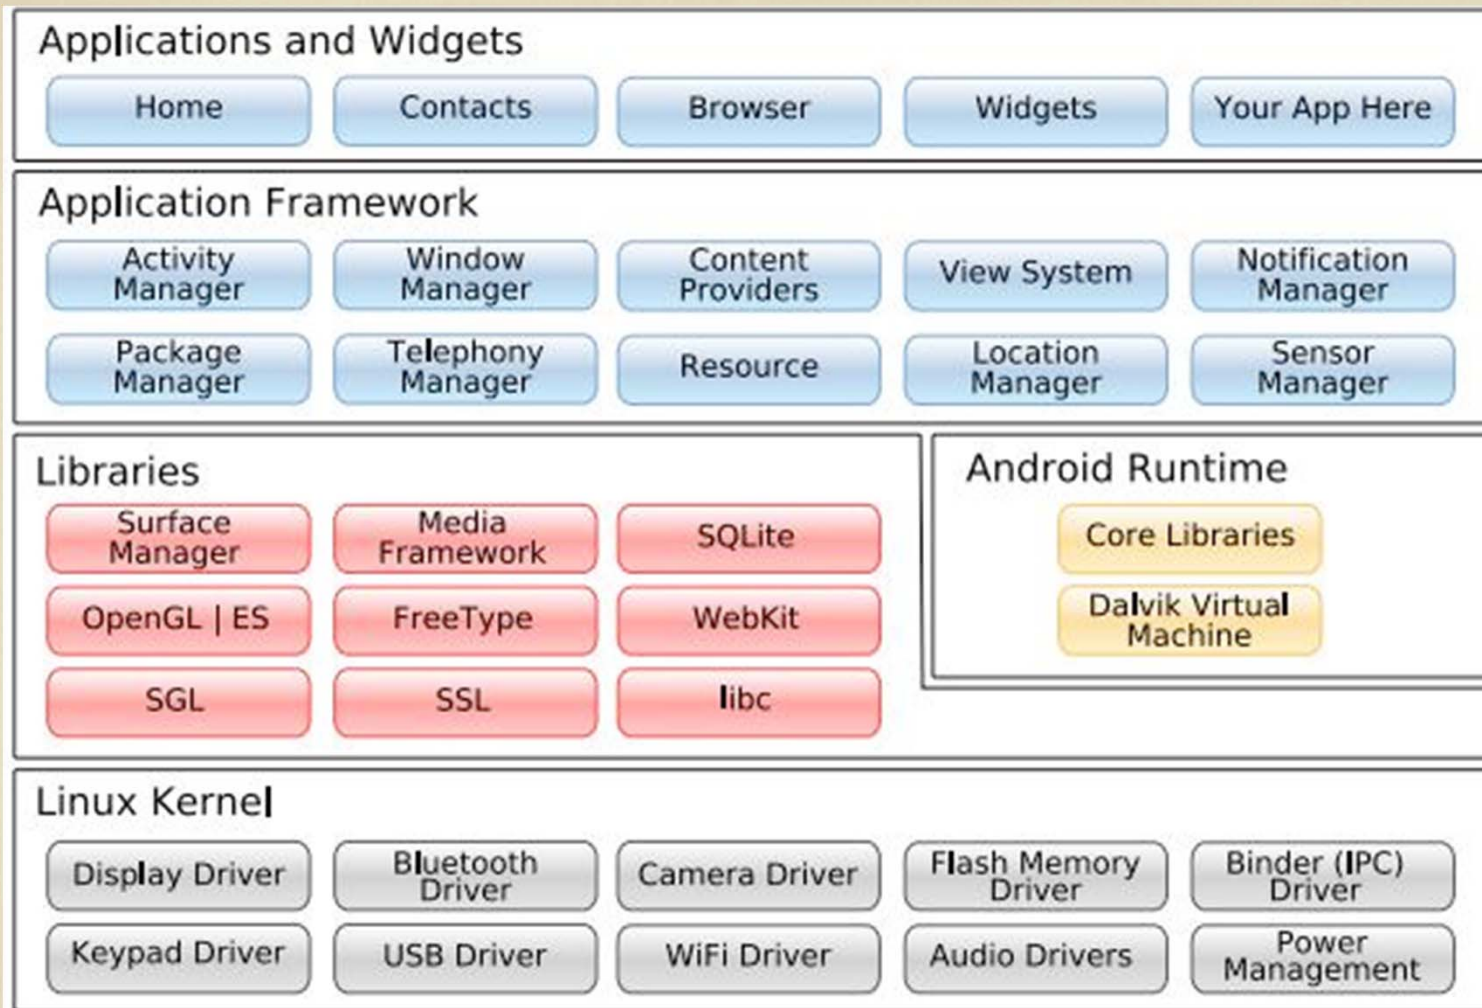 Applications and Widgets
Home
Contacts
Browser
Widgets
Your App Here
Application Framework
Activity
Manager
Window
Manager
Content
Providers
View System
Notification
Manager
Package
Manager
Telephony
Manager
Resource
Location
Manager
Sensor
Manager
Libraries
Surface
Manager
Media
Framework
SQLite
OpenGL | ES
FreeType
WebKit
SGL
SSL
libc
Android Runtime
Core Libraries
Dalvik Virtual
Machine
Linux Kernel
Display Driver
Bluetooth
Driver
Camera Driver
Flash Memory
Driver
Binder (IPC)
Driver
Keypad Driver
USB Driver
WiFi Driver
Audio Drivers
Power
Management